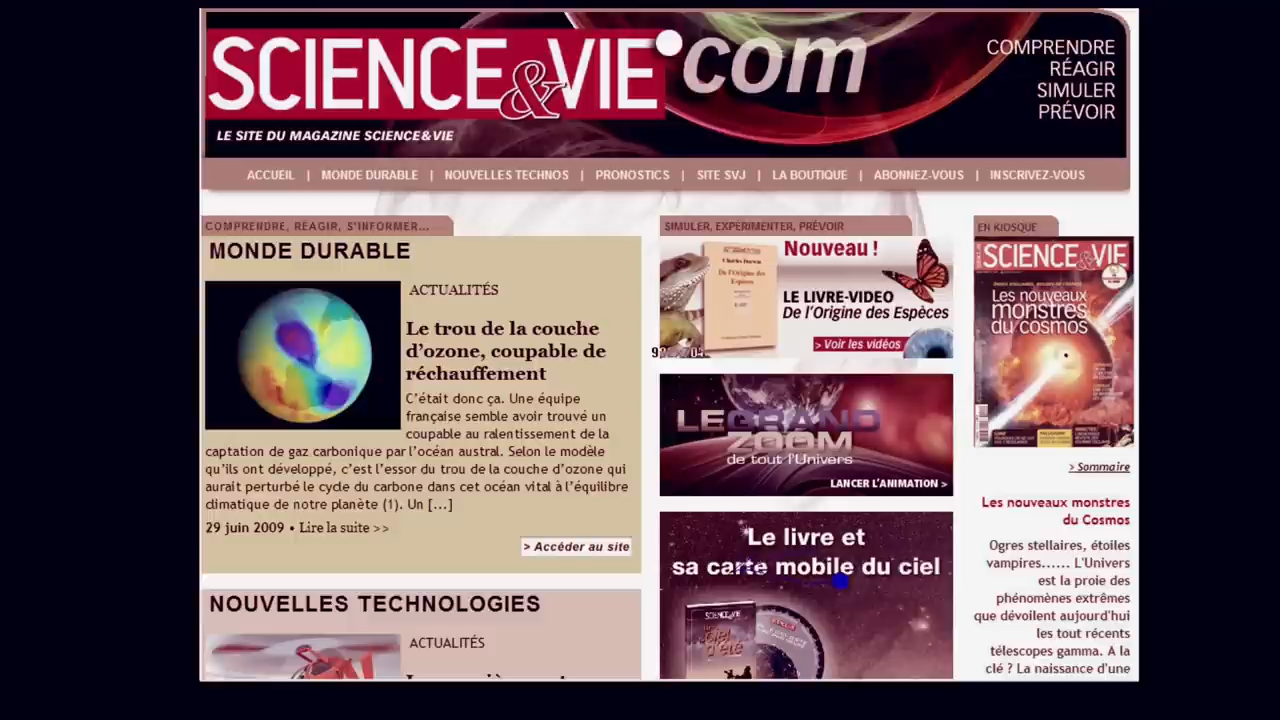 SCIENCE&VIE.com
LE SITE DU MAGAZINE SCIENCE&VIE
COMPRENDRE
RÉAGIR
SIMULER
PRÉVOIR
ACCUEIL | MONDE DURABLE | NOUVELLES TECHNOS | PRONOSTICS | SITE SVJ | LA BOUTIQUE | ABONNEZ-VOUS | INSCRIVEZ-VOUS
COMPRENDRE, RÉAGIR, S'INFORMER...
MONDE DURABLE
ACTUALITÉS
Le trou de la couche
d'ozone, coupable de
réchauffement
C'était donc ça. Une équipe
française semble avoir trouvé un
coupable au ralentissement de la
captation de gaz carbonique par l'océan austral. Selon le modèle
qu'ils ont développé, c'est l'essor du trou de la couche d'ozone qui
aurait perturbé le cycle du carbone dans cet océan vital à l'équilibre
climatique de notre planète (1). Un [...]
29 juin 2009 • Lire la suite >>
> Accéder au site
NOUVELLES TECHNOLOGIES
ACTUALITÉS
SIMULER, EXPERIMENTER, PRÉVOIR
Charles Darwin
De l'Origine des
Espèces
Nouveau !
LE LIVRE-VIDEO
De l'Origine des Espèces
> Voir les vidéos
LE GRAND
ZOOM
de tout l'Univers
LANCER L'ANIMATION >
Le livre et
sa carte mobile du ciel
SCIENCE&VIE
EN KIOSQUE
SCIENCE&VIE
Les nouveaux
monstres
du cosmos
> Sommaire
Les nouveaux monstres
du Cosmos
Ogres stellaires, étoiles
vampires...... L'Univers
est la proie des
phénomènes extrêmes
que dévoilent aujourd'hui
les tout récents
télescopes gamma. A la
clé ? La naissance d'une